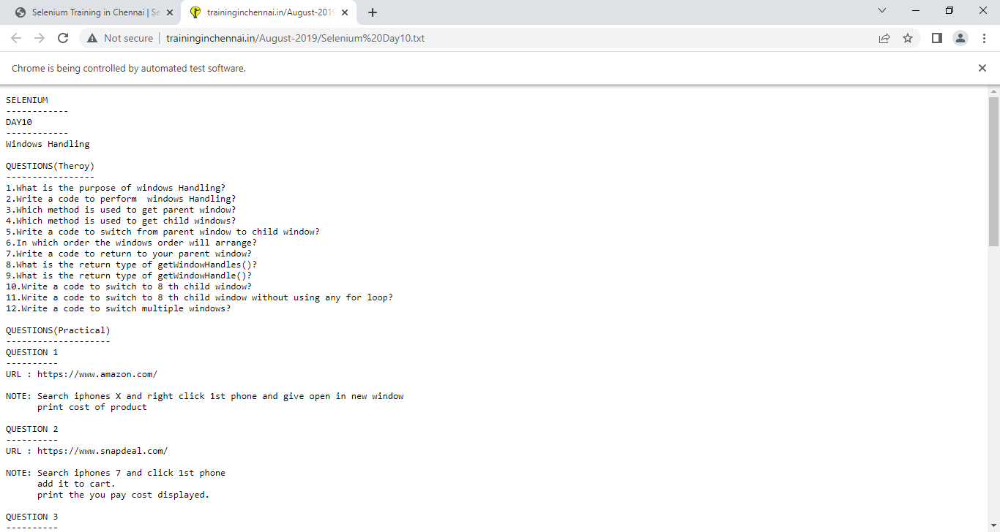 Selenium Training in Chennai | Se
traininginchennai.in/August-2019
Not secure
traininginchennai.in/August-2019/Selenium%20Day10.txt
Chrome is being controlled by automated test software.
SELENIUM
------------
DAY10
------------
Windows Handling
QUESTIONS(Theroy)
-----------------
1.What is the purpose of windows Handling?
2.Write a code to perform  windows Handling?
3.Which method is used to get parent window?
4.Which method is used to get child windows?
5.Write a code to switch from parent window to child window?
6.In which order the windows order will arrange?
7.Write a code to return to your parent window?
8.What is the return type of getWindowHandles()?
9.What is the return type of getWindowHandle()?
10.Write a code to switch to 8 th child window?
11.Write a code to switch to 8 th child window without using any for loop?
12.Write a code to switch multiple windows?
QUESTIONS(Practical)
--------------------
QUESTION 1
----------
URL : https://www.amazon.com/
NOTE: Search iphones X and right click 1st phone and give open in new window
print cost of product
QUESTION 2
----------
URL : https://www.snapdeal.com/
NOTE: Search iphones 7 and click 1st phone
add it to cart.
print the you pay cost displayed.
QUESTION 3
----------